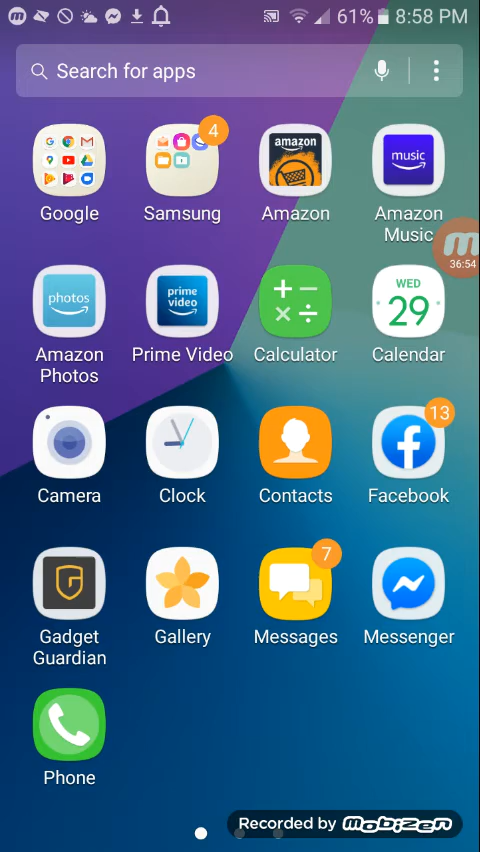 61% 8:58 PM
Search for apps
4
Google
Samsung
amazon
Amazon
music
Amazon
Music
36:54
photos
Amazon
Photos
prime
video
Prime Video
Calculator
WED
29
Calendar
Camera
Clock
Contacts
13
Facebook
Gadget
Guardian
Gallery
7
Messages
Messenger
Phone
Recorded by mobizen